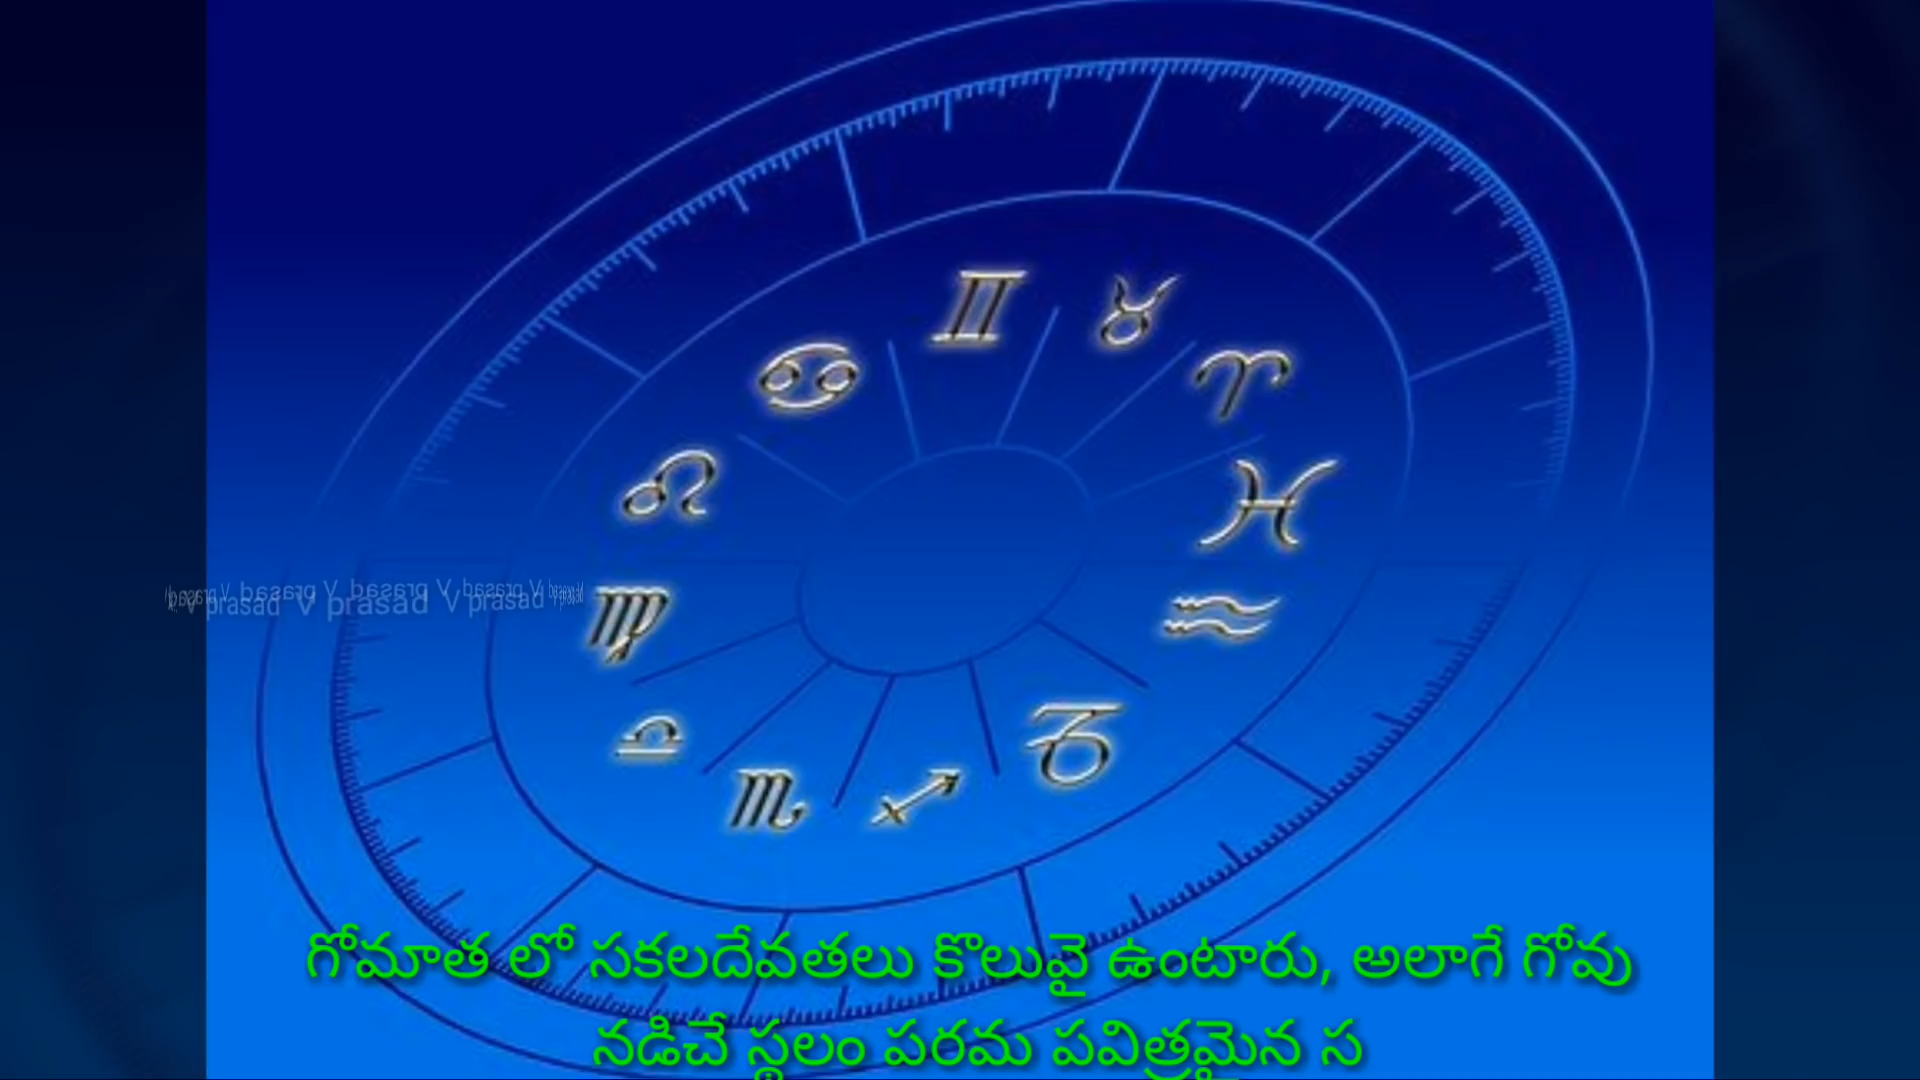 V prasad V prasad V prasad
గోమాత లో సకలదేవతలు కొలువై ఉంటారు, అలాగే గోవు
నడిచే స్థలం పరమ పవిత్రమైన స